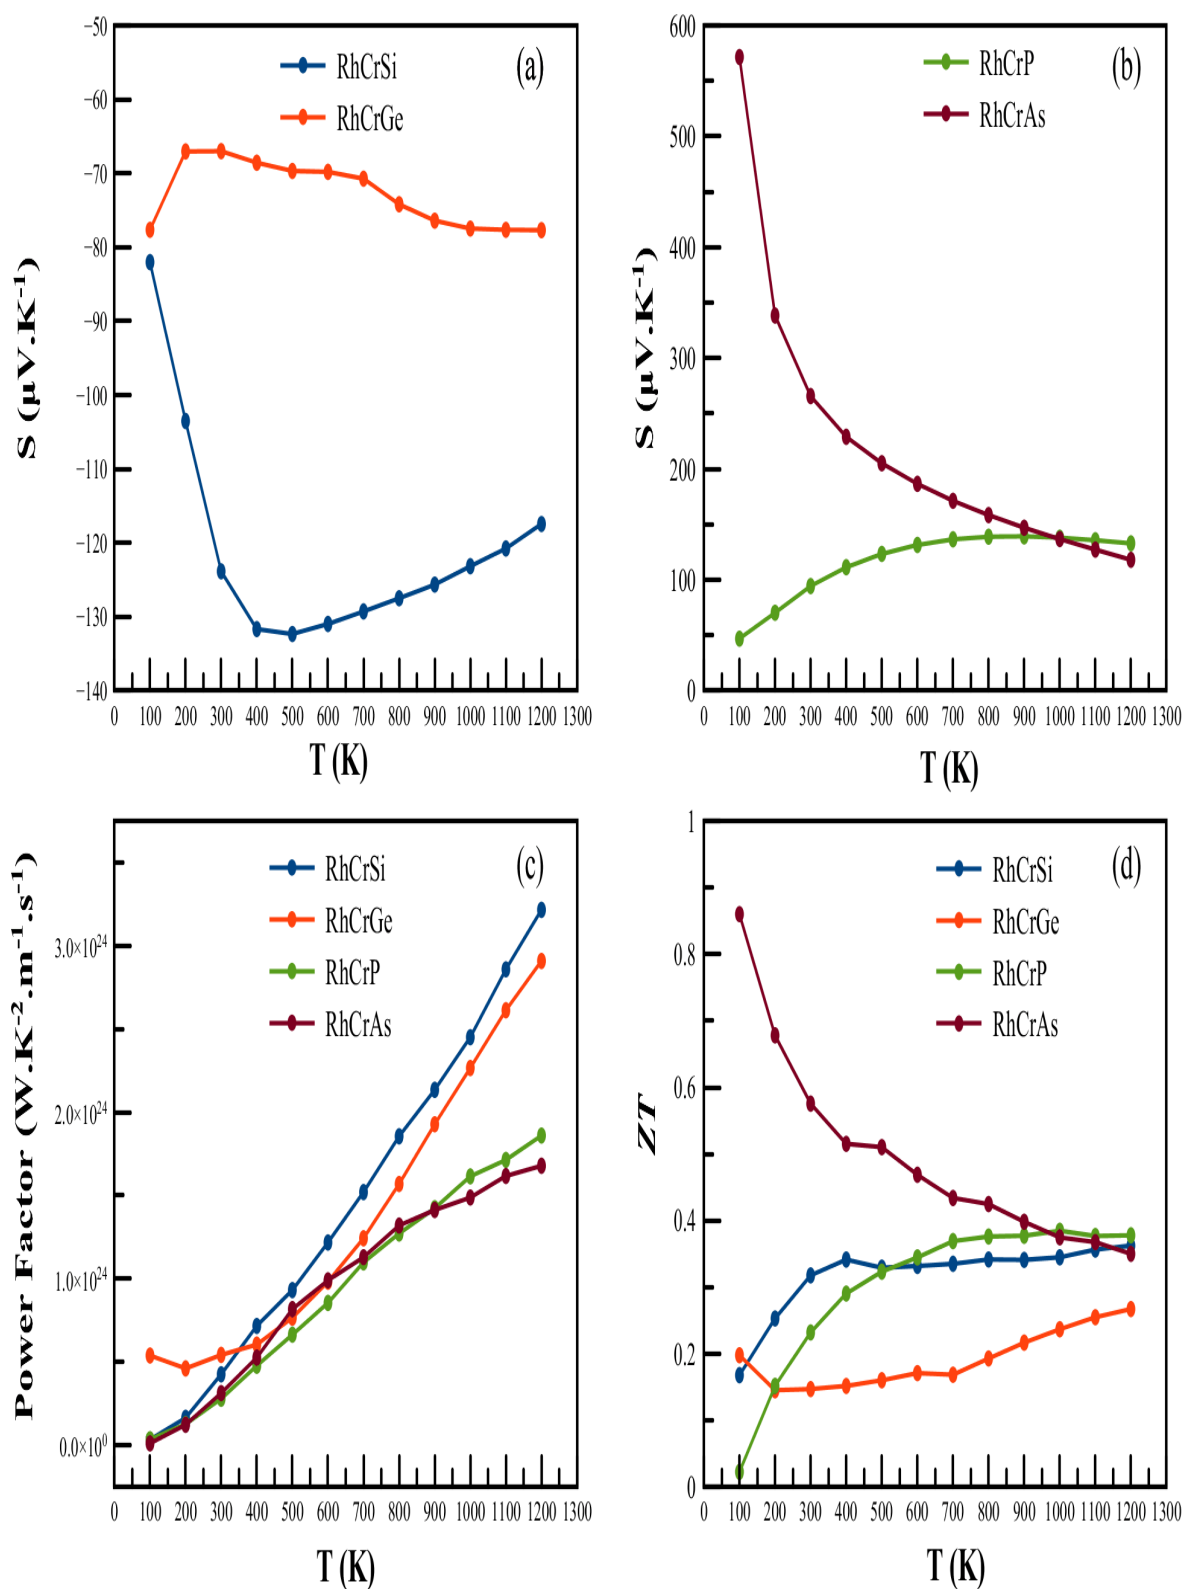 (a)
RhCrSi
RhCrGe
−50
−60
−70
−80
−90
−100
−110
−120
−130
−140
S (μV.K⁻¹)
0 100 200 300 400 500 600 700 800 900 1000 1100 1200 1300
T (K)
(b)
RhCrP
RhCrAs
600
500
400
300
200
100
0
S (μV.K⁻¹)
0 100 200 300 400 500 600 700 800 900 1000 1100 1200 1300
T (K)
(c)
RhCrSi
RhCrGe
RhCrP
RhCrAs
3.0×10²⁴
2.0×10²⁴
1.0×10²⁴
0.0×10⁰
Power Factor (W.K⁻².m⁻¹.s⁻¹)
0 100 200 300 400 500 600 700 800 900 1000 1100 1200 1300
T (K)
(d)
RhCrSi
RhCrGe
RhCrP
RhCrAs
1
0.8
0.6
0.4
0.2
0
ZT
0 100 200 300 400 500 600 700 800 900 1000 1100 1200 1300
T (K)